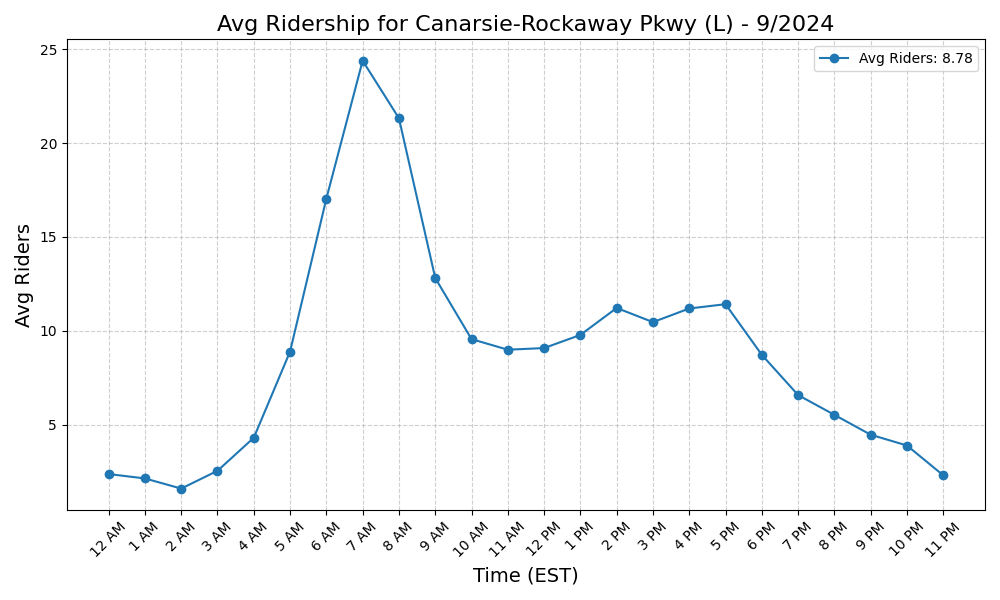 Avg Ridership for Canarsie-Rockaway Pkwy (L) - 9/2024
Avg Riders: 8.78
Avg Riders
25
20
15
10
5
12 AM
1 AM
2 AM
3 AM
4 AM
5 AM
6 AM
7 AM
8 AM
9 AM
10 AM
11 AM
12 PM
1 PM
2 PM
3 PM
4 PM
5 PM
6 PM
7 PM
8 PM
9 PM
10 PM
11 PM
Time (EST)